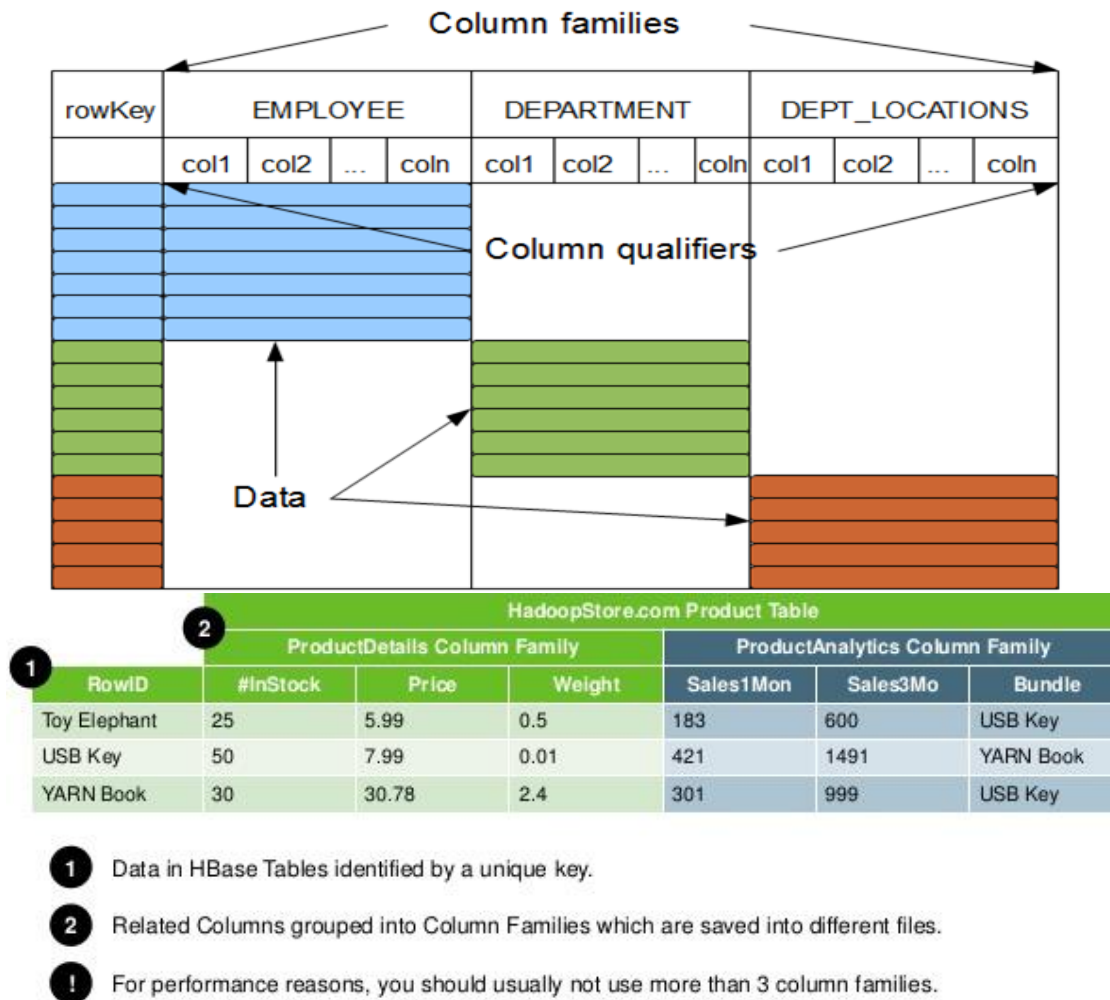 Column families
rowKey EMPLOYEE DEPARTMENT DEPT_LOCATIONS
col1 col2 ... coln col1 col2 ... coln col1 col2 ... coln
Column qualifiers
Data
HadoopStore.com Product Table
2
ProductDetails Column Family ProductAnalytics Column Family
1
RowID #InStock Price Weight Sales1Mon Sales3Mo Bundle
Toy Elephant 25 5.99 0.5 183 600 USB Key
USB Key 50 7.99 0.01 421 1491 YARN Book
YARN Book 30 30.78 2.4 301 999 USB Key
1 Data in HBase Tables identified by a unique key.
2 Related Columns grouped into Column Families which are saved into different files.
! For performance reasons, you should usually not use more than 3 column families.